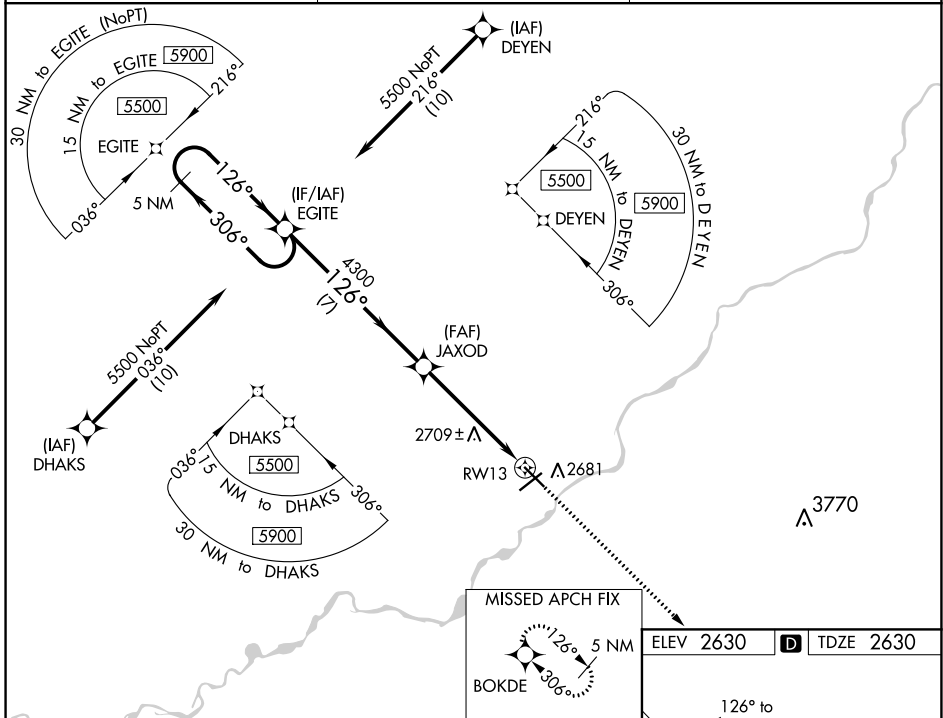 30 NM to EGITE (NoPT)
5900
15 NM to EGITE
5500
216°
EGITE
036°
5 NM
126°
306°
(IF/IAF)
EGITE
(IAF)
DEYEN
5500 NoPT
216°
(10)
216°
15 NM to DEYEN
5500
30 NM to DEYEN
5900
DEYEN
306°
4300
126°
(7)
(FAF)
JAXOD
5500 NoPT
036°
(10)
(IAF)
DHAKS
DHAKS
036°
15 NM to DHAKS
5500
306°
5900
30 NM to DHAKS
2709±
RW13
2681
3770
MISSED APCH FIX
126°
5 NM
306°
BOKDE
ELEV 2630
D
TDZE 2630
126° to